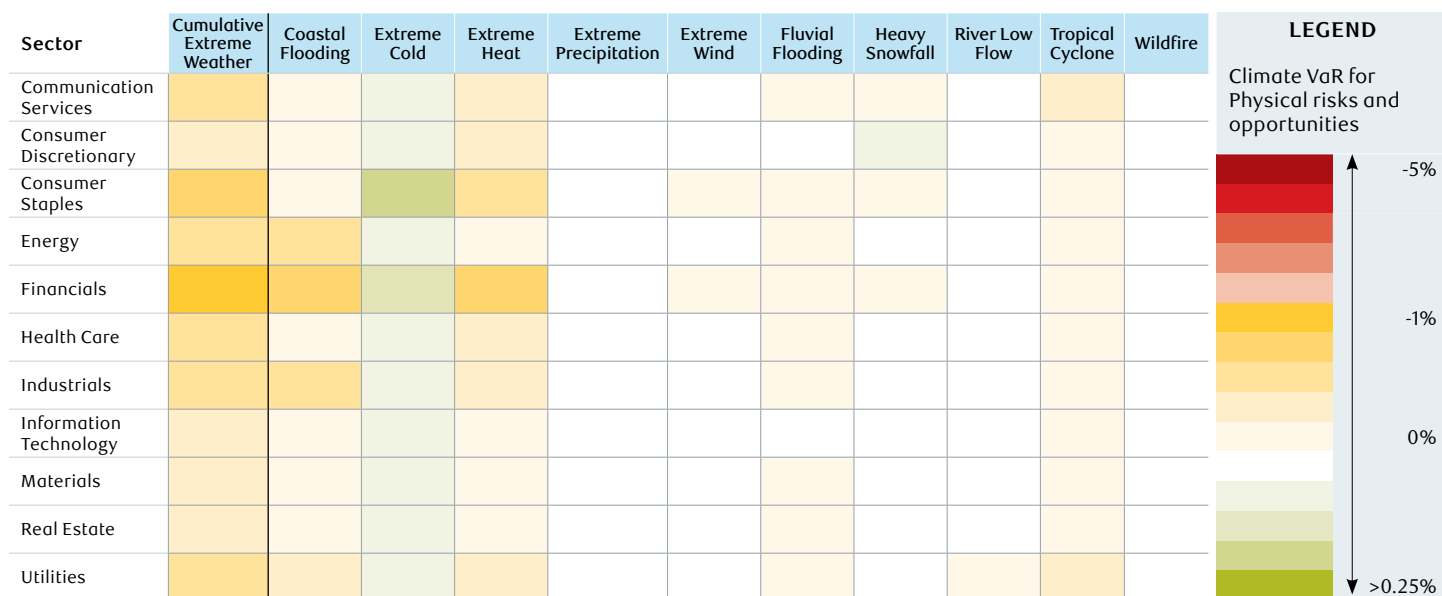 Sector
Cumulative
Extreme
Weather
Coastal
Flooding
Extreme
Cold
Extreme
Heat
Extreme
Precipitation
Extreme
Wind
Fluvial
Flooding
Heavy
Snowfall
River Low
Flow
Tropical
Cyclone
Wildfire
Communication
Services
Consumer
Discretionary
Consumer
Staples
Energy
Financials
Health Care
Industrials
Information
Technology
Materials
Real Estate
Utilities
LEGEND
Climate VaR for
Physical risks and
opportunities
-5%
-1%
0%
>0.25%